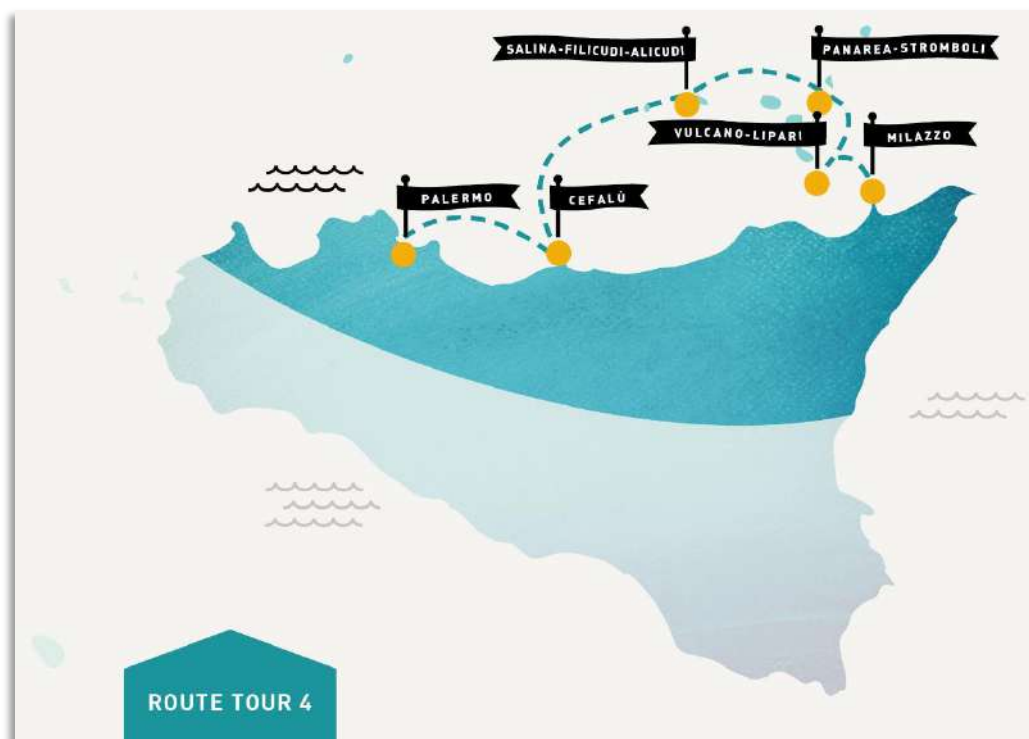 SALINA-FILICUDI-ALICUDI
PANAREA-STROMBOLI
VULCANO-LIPARI
MILAZZO
PALERMO
CEFALÙ
ROUTE TOUR 4